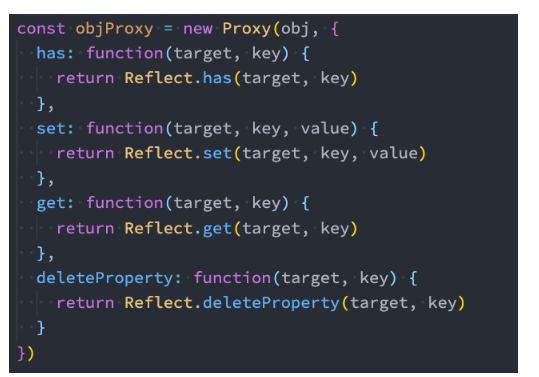 const objProxy = new Proxy(obj, {
  has: function(target, key) {
    return Reflect.has(target, key)
  },
  set: function(target, key, value) {
    return Reflect.set(target, key, value)
  },
  get: function(target, key) {
    return Reflect.get(target, key)
  },
  deleteProperty: function(target, key) {
    return Reflect.deleteProperty(target, key)
  }
})